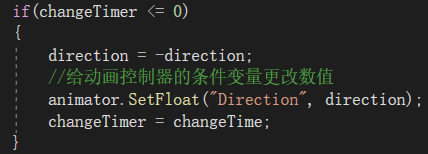 if(changeTimer <= 0)
{
direction = -direction;
//给动画控制器的条件变量更改数值
animator.SetFloat("Direction", direction);
changeTimer = changeTime;
}